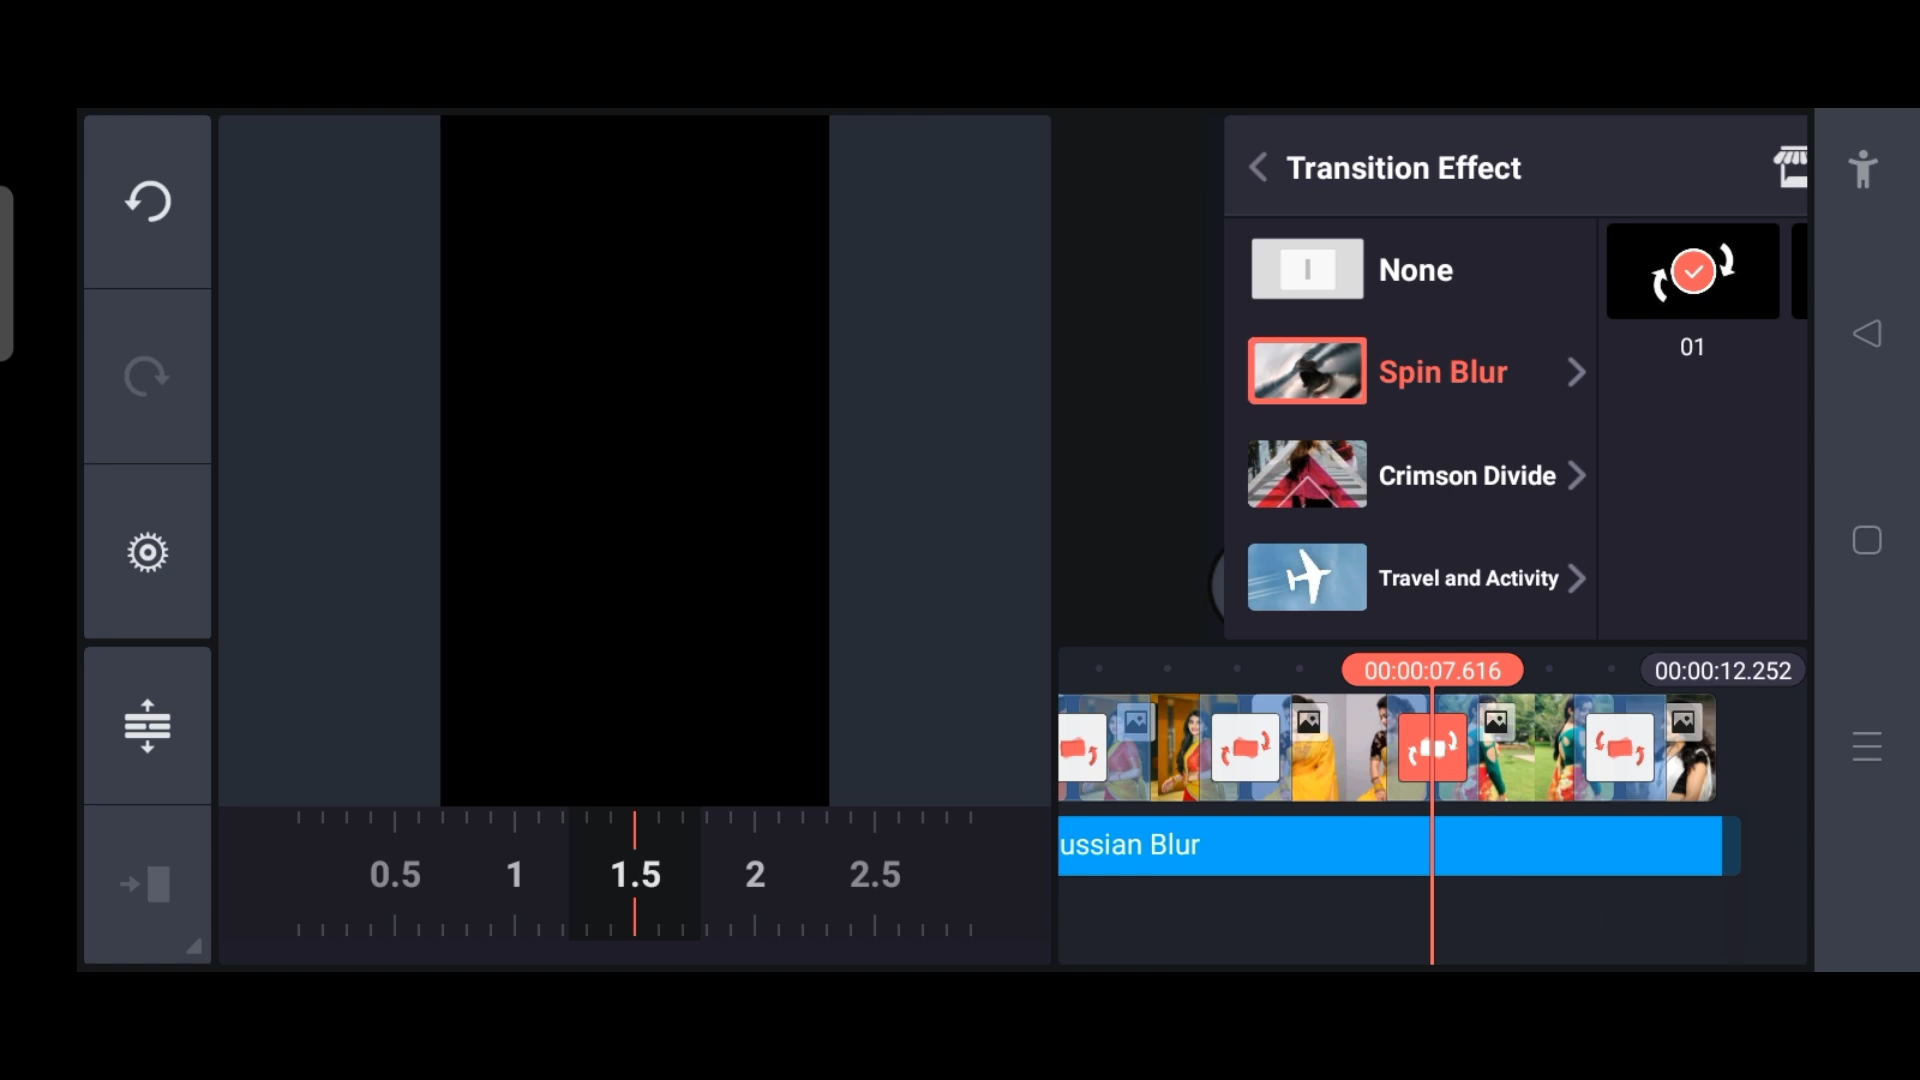 Transition Effect
None
Spin Blur
01
Crimson Divide
Travel and Activity
00:00:07.616
00:00:12.252
ussian Blur
0.5
1
1.5
2
2.5